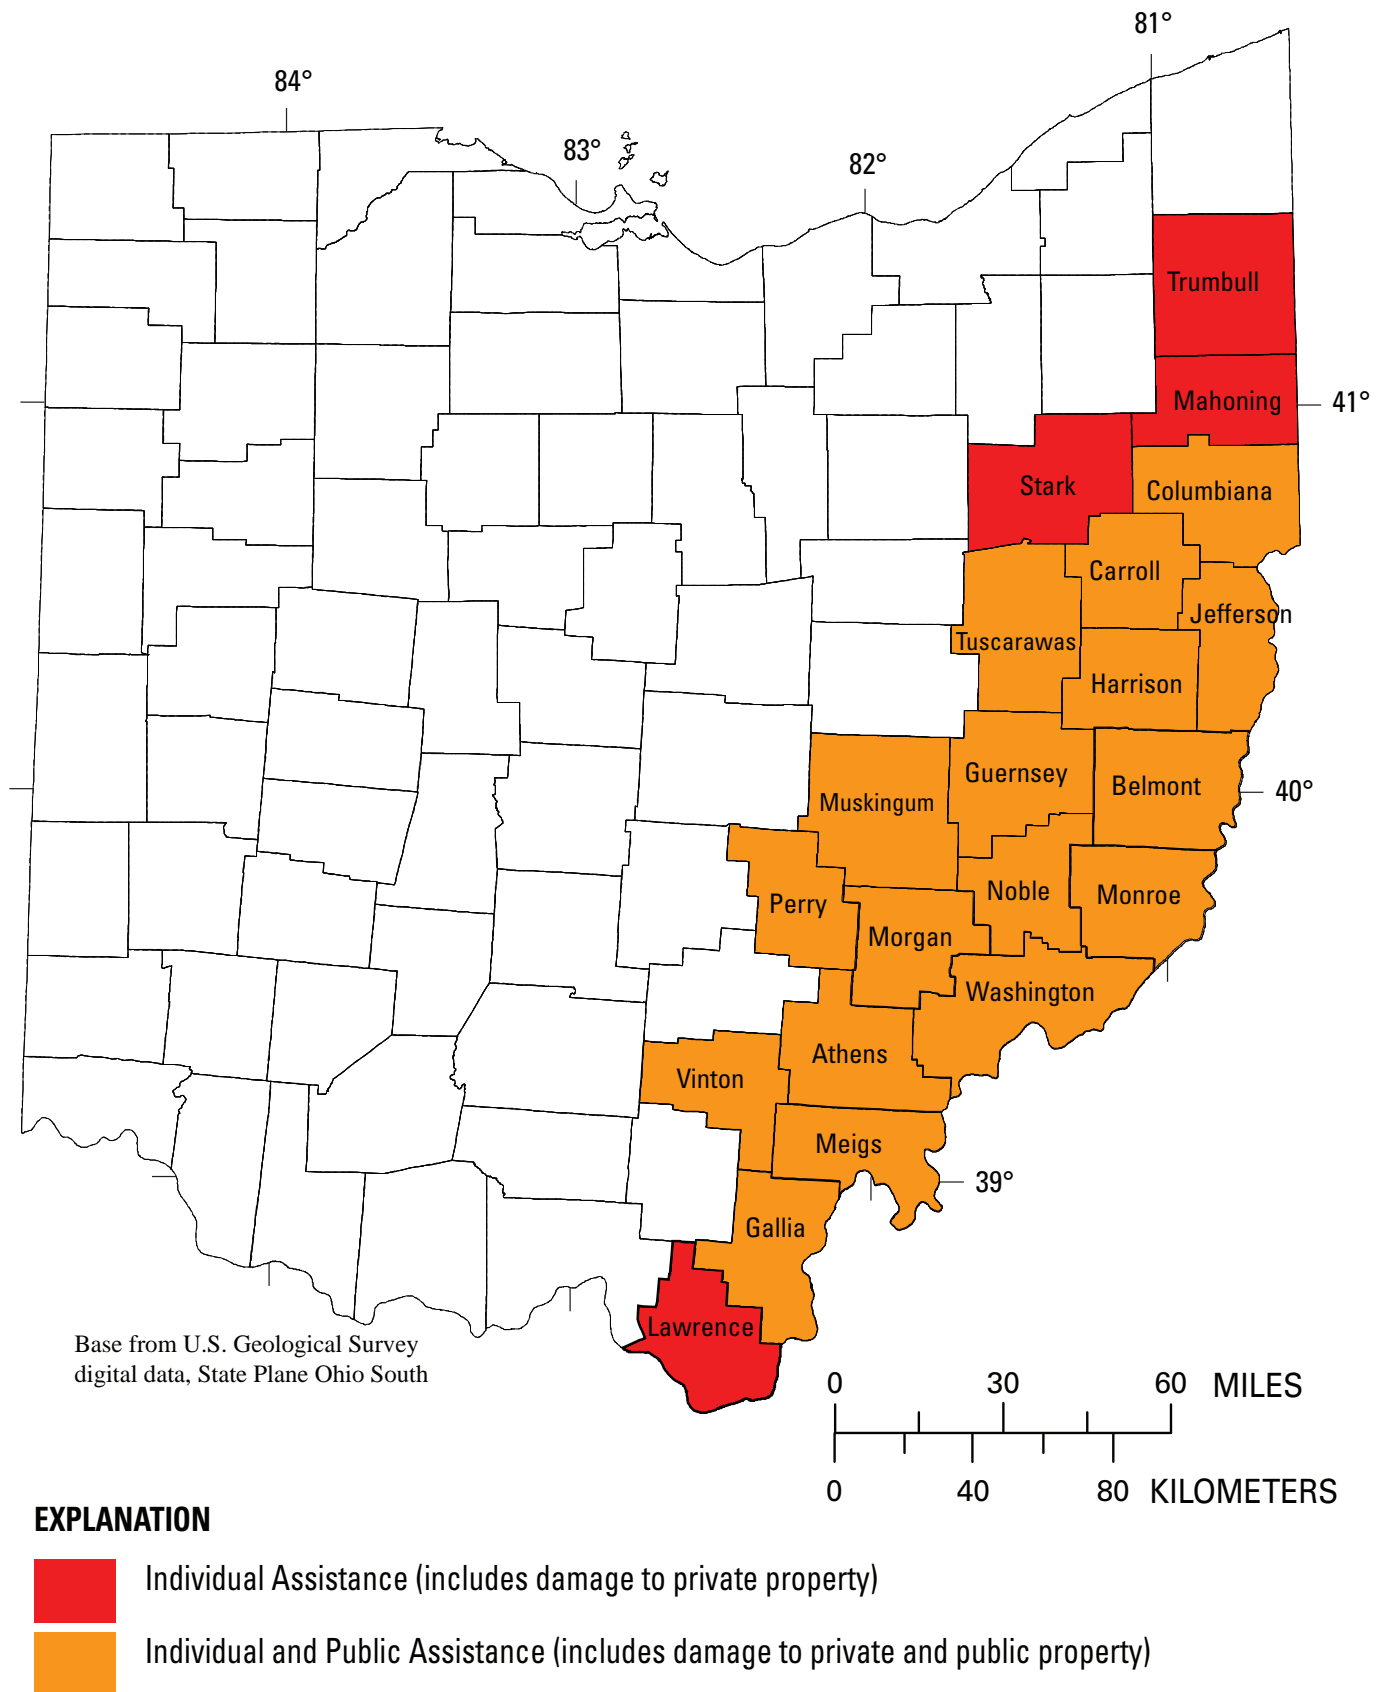 81°
84°
83°
82°
Trumbull
Mahoning
41°
Stark
Columbiana
Carroll
Jefferson
Tuscarawas
Harrison
Guernsey
Belmont
40°
Muskingum
Noble
Monroe
Perry
Morgan
Washington
Athens
Vinton
Meigs
39°
Gallia
Lawrence
Base from U.S. Geological Survey
digital data, State Plane Ohio South
0 30 60 MILES
0 40 80 KILOMETERS
EXPLANATION
Individual Assistance (includes damage to private property)
Individual and Public Assistance (includes damage to private and public property)